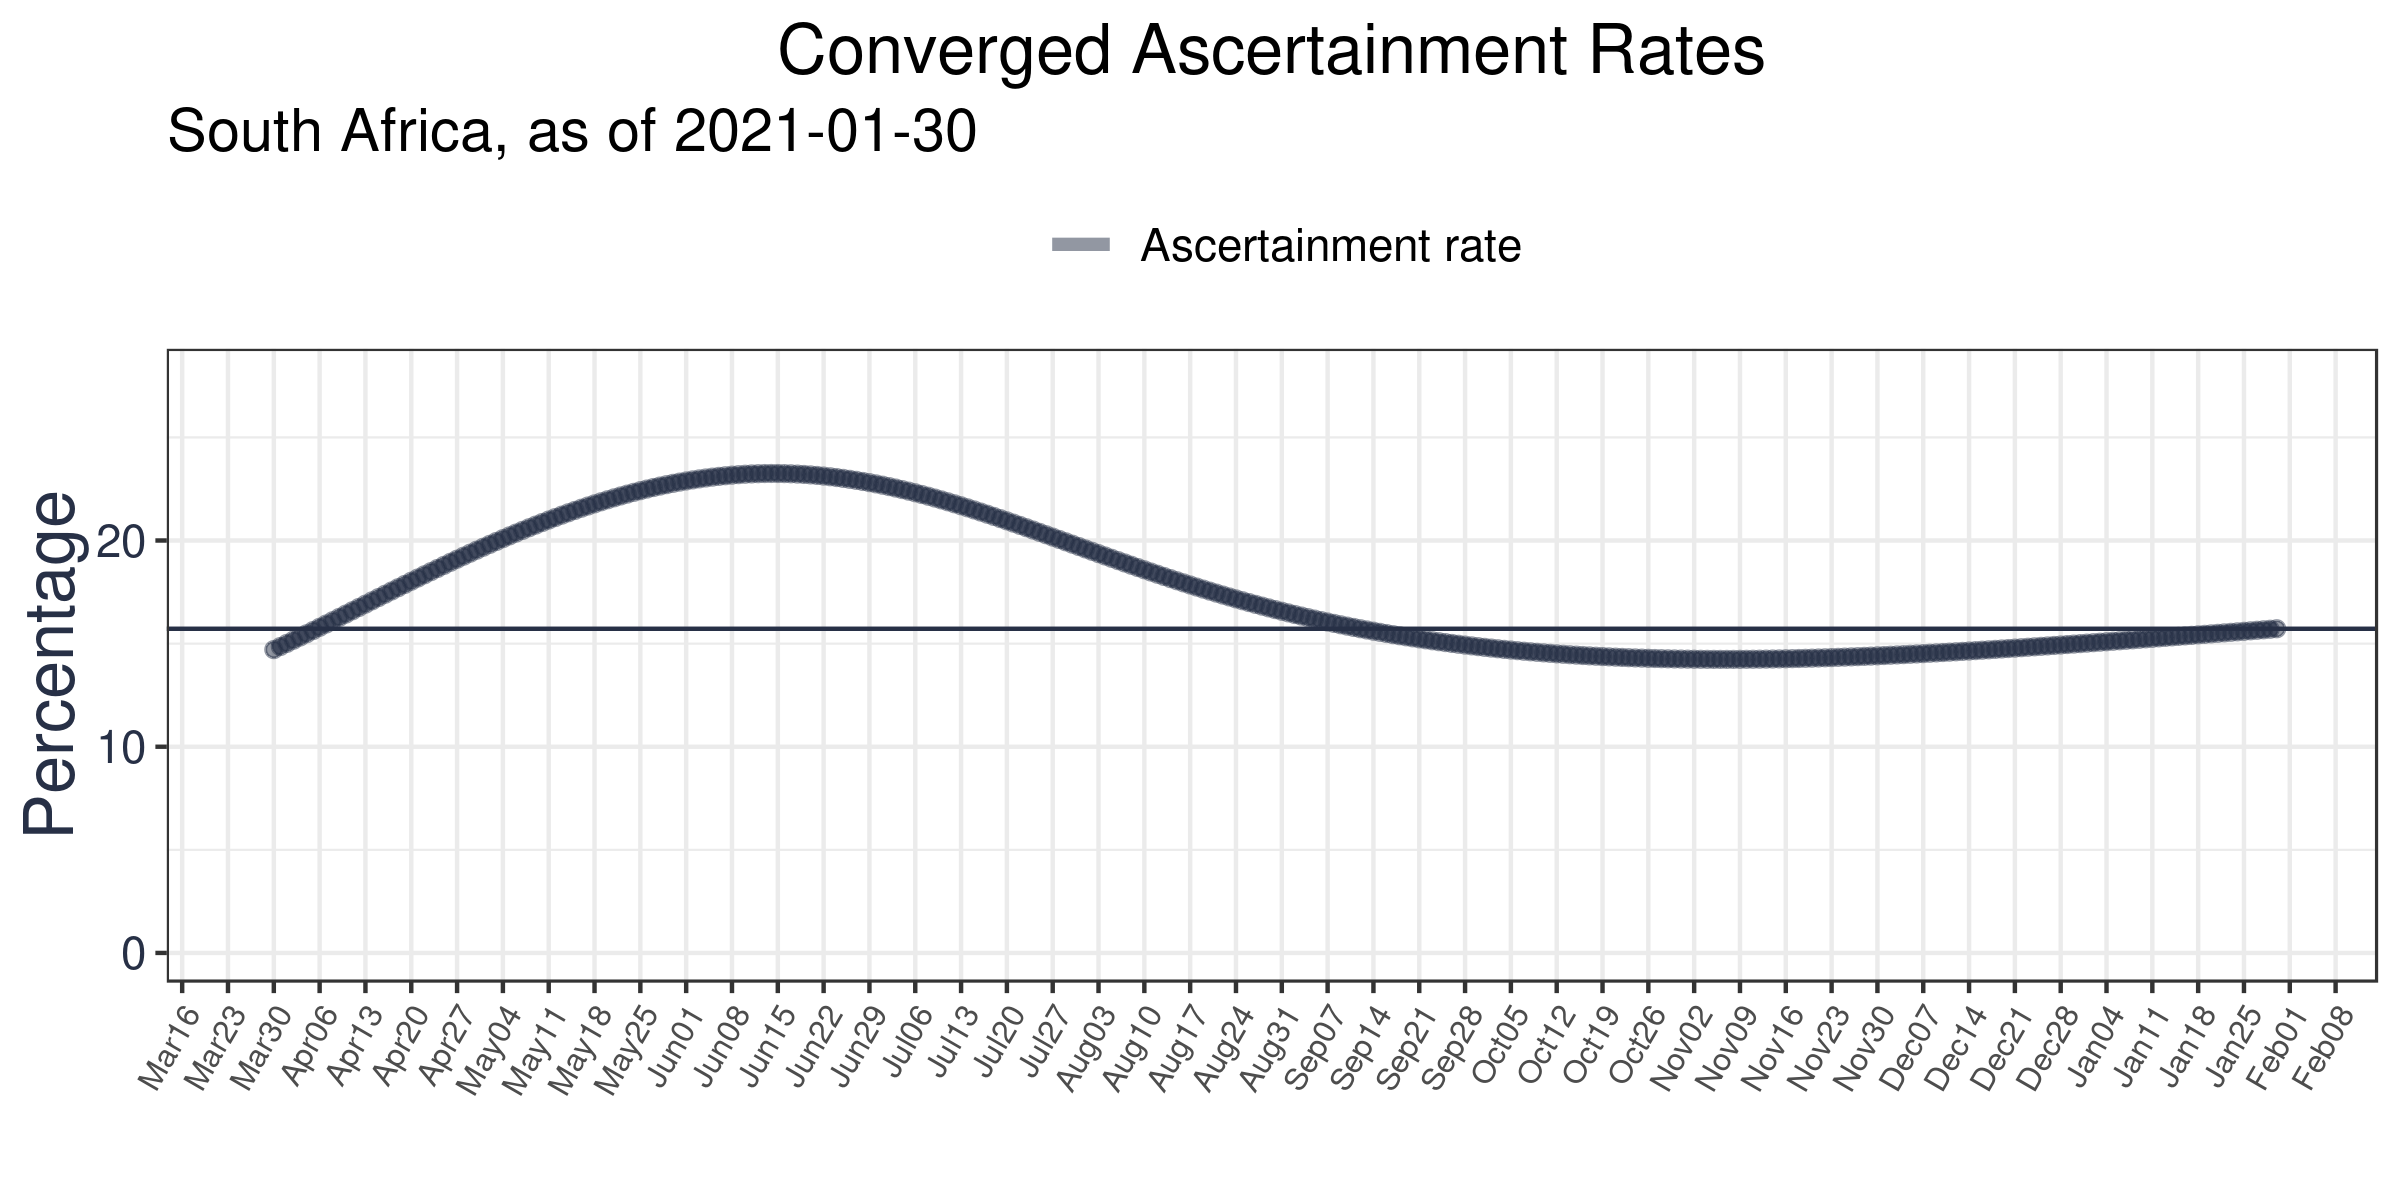 Converged Ascertainment Rates
South Africa, as of 2021-01-30
Ascertainment rate
Percentage
20
10
0
Mar16 Mar23 Mar30 Apr06 Apr13 Apr20 Apr27 May04 May11 May18 May25 Jun01 Jun08 Jun15 Jun22 Jun29 Jul06 Jul13 Jul20 Jul27 Aug03 Aug10 Aug17 Aug24 Aug31 Sep07 Sep14 Sep21 Sep28 Oct05 Oct12 Oct19 Oct26 Nov02 Nov09 Nov16 Nov23 Nov30 Dec07 Dec14 Dec21 Dec28 Jan04 Jan11 Jan18 Jan25 Feb01 Feb08